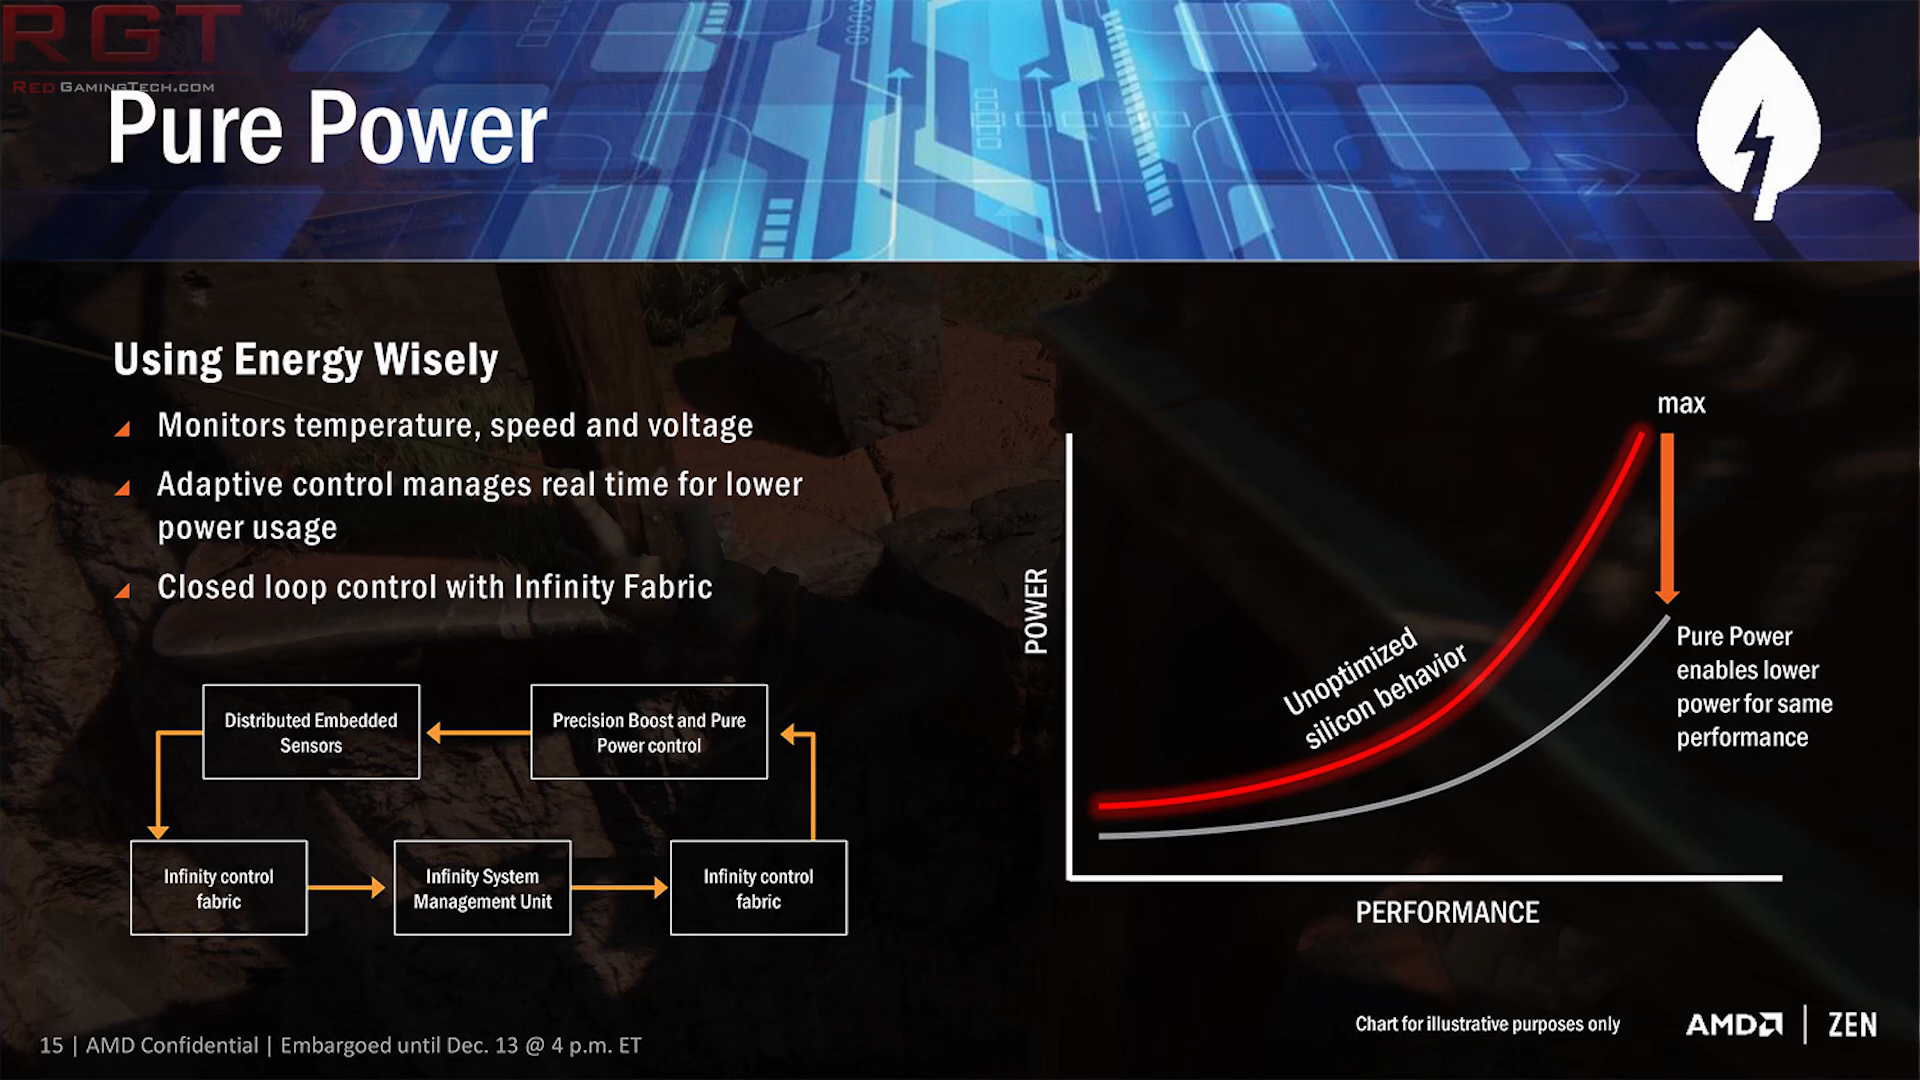 RGT
REDGAMINGTECH.COM
Pure Power
Using Energy Wisely
Monitors temperature, speed and voltage
Adaptive control manages real time for lower
power usage
Closed loop control with Infinity Fabric
Distributed Embedded
Sensors
Precision Boost and Pure
Power control
Infinity control
fabric
Infinity System
Management Unit
Infinity control
fabric
max
POWER
Unoptimized
silicon behavior
Pure Power
enables lower
power for same
performance
PERFORMANCE
Chart for illustrative purposes only
AMD | ZEN
15 | AMD Confidential | Embargoed until Dec. 13 @ 4 p.m. ET